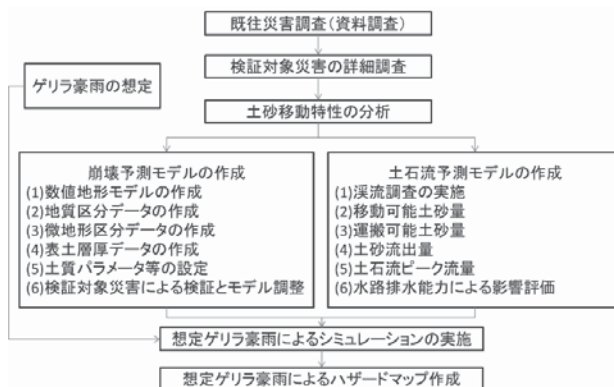 既往災害調査(資料調査)
検証対象災害の詳細調査
ゲリラ豪雨の想定
土砂移動特性の分析
崩壊予測モデルの作成
(1)数値地形モデルの作成
(2)地質区分データの作成
(3)微地形区分データの作成
(4)表土層厚データの作成
(5)土質パラメータ等の設定
(6)検証対象災害による検証とモデル調整
土石流予測モデルの作成
(1)渓流調査の実施
(2)移動可能土砂量
(3)運搬可能土砂量
(4)土砂流出量
(5)土石流ピーク流量
(6)水路排水能力による影響評価
想定ゲリラ豪雨によるシミュレーションの実施
想定ゲリラ豪雨によるハザードマップ作成